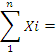 n
∑ Xi =
1